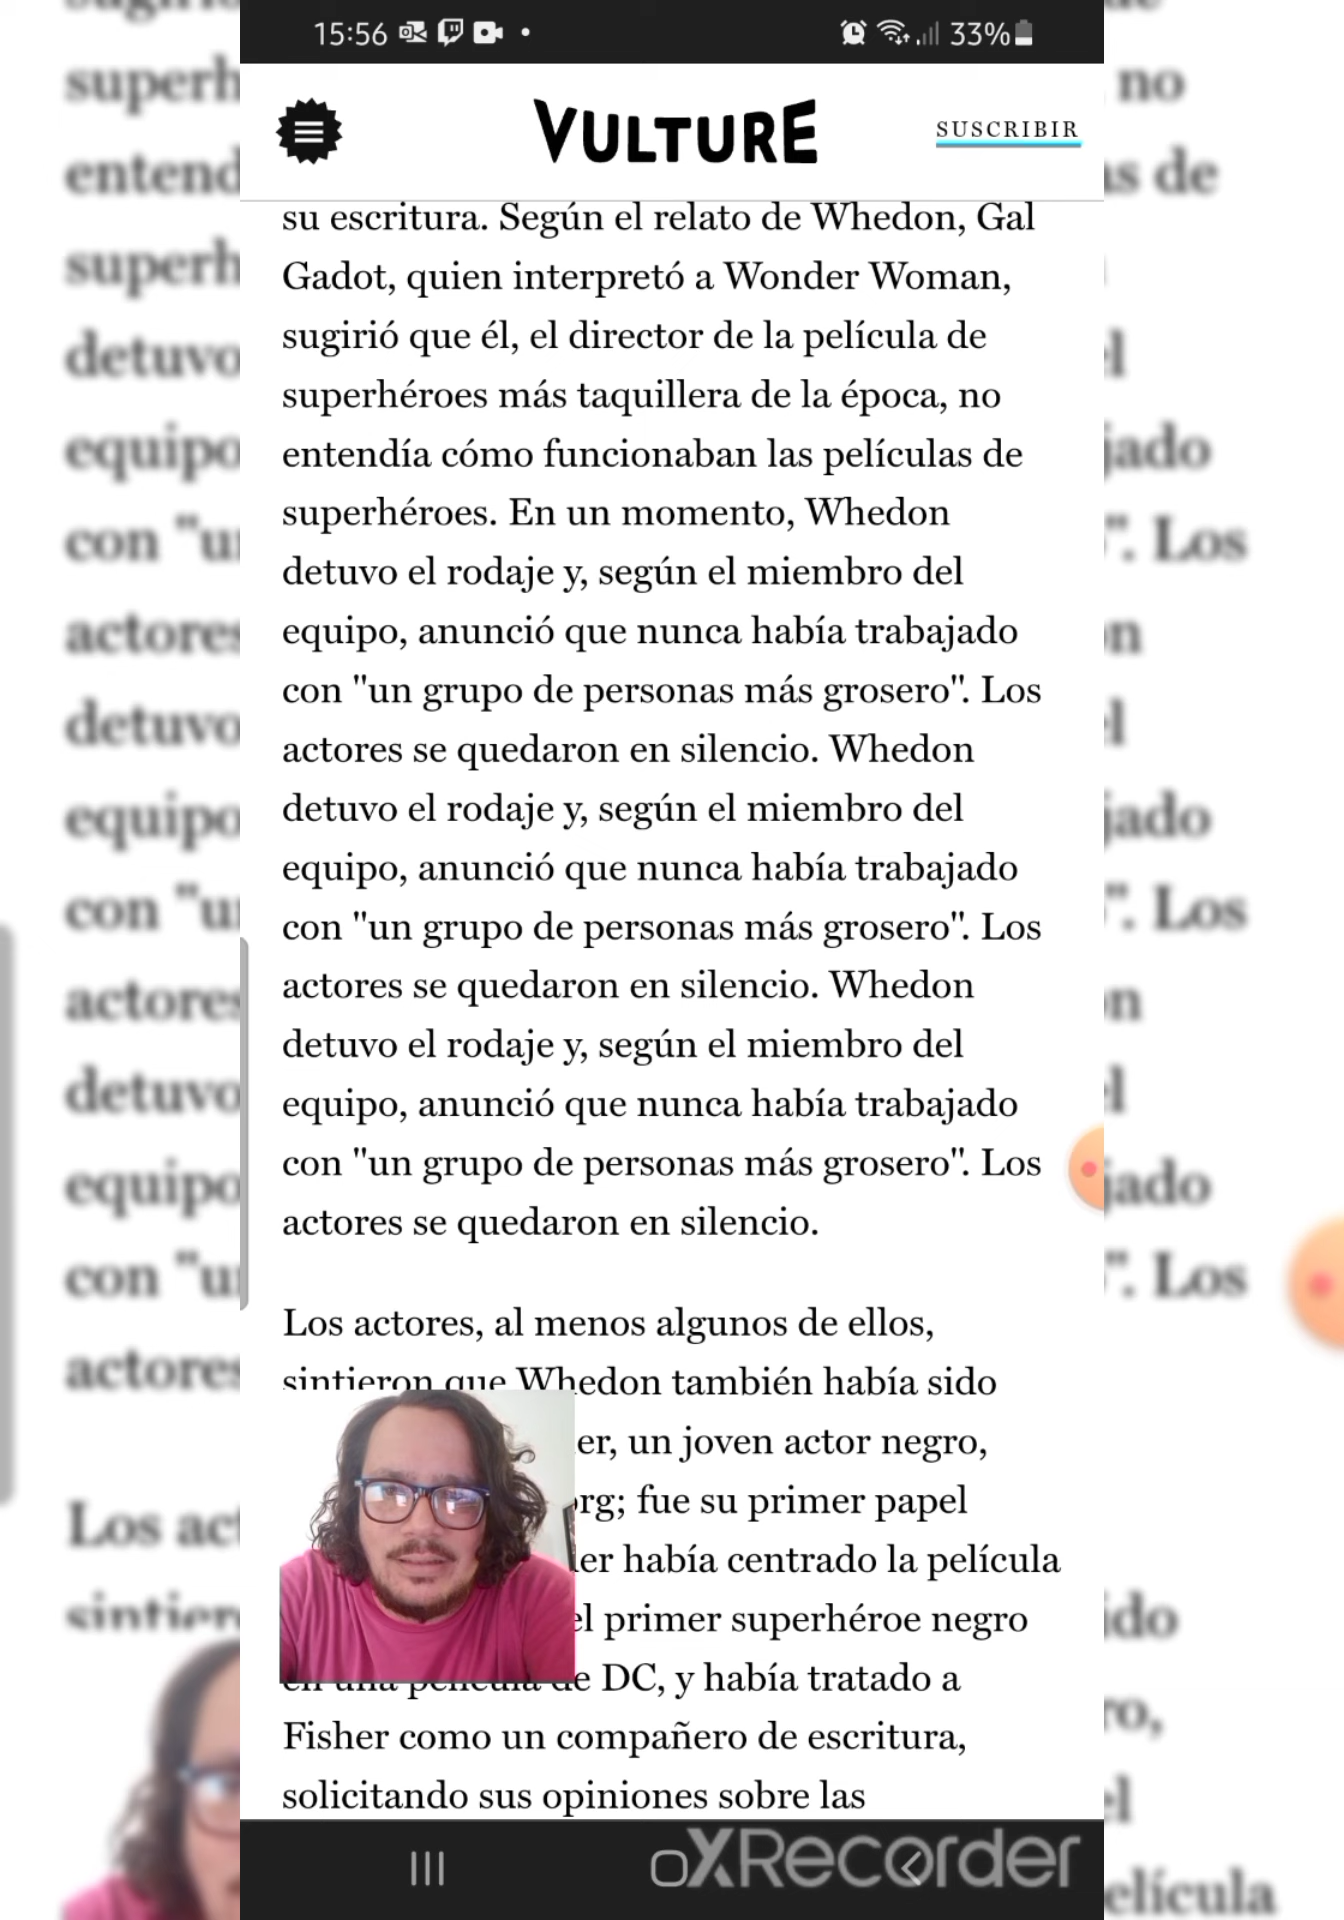 15:56
33%
VULTURE
SUSCRIBIR
su escritura. Según el relato de Whedon, Gal
Gadot, quien interpretó a Wonder Woman,
sugirió que él, el director de la película de
superhéroes más taquillera de la época, no
entendía cómo funcionaban las películas de
superhéroes. En un momento, Whedon
detuvo el rodaje y, según el miembro del
equipo, anunció que nunca había trabajado
con "un grupo de personas más grosero". Los
actores se quedaron en silencio. Whedon
detuvo el rodaje y, según el miembro del
equipo, anunció que nunca había trabajado
con "un grupo de personas más grosero". Los
actores se quedaron en silencio. Whedon
detuvo el rodaje y, según el miembro del
equipo, anunció que nunca había trabajado
con "un grupo de personas más grosero". Los
actores se quedaron en silencio.
Los actores, al menos algunos de ellos,
sintieron que Whedon también había sido
er, un joven actor negro,
rg; fue su primer papel
er había centrado la película
el primer superhéroe negro
en una película de DC, y había tratado a
Fisher como un compañero de escritura,
solicitando sus opiniones sobre las
XRecorder